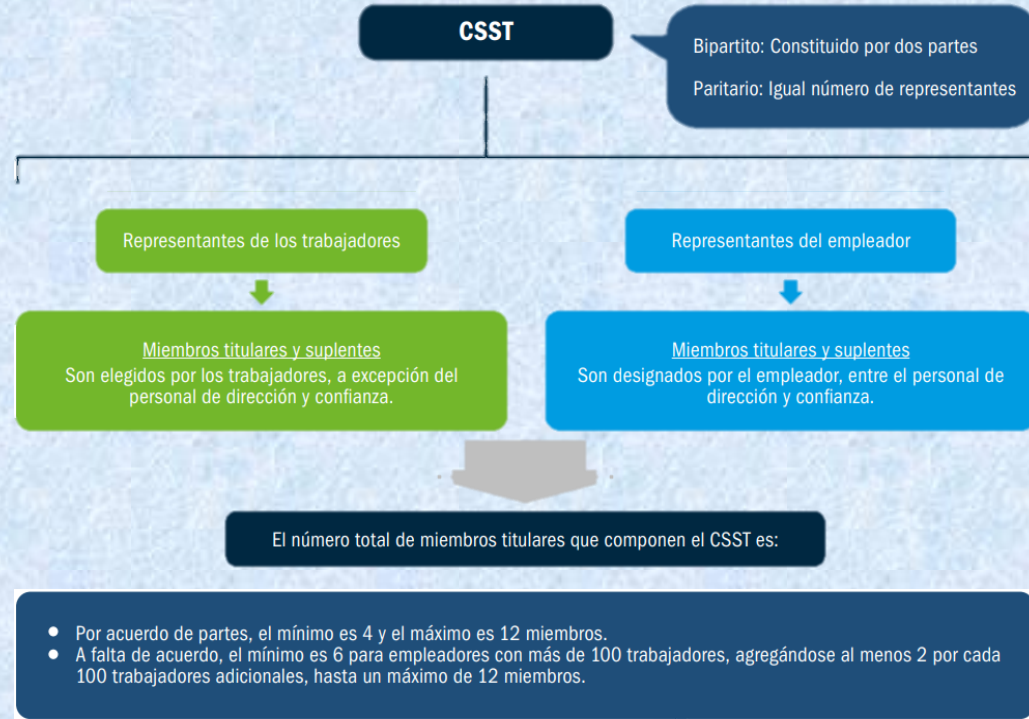 CSST
Bipartito: Constituido por dos partes
Paritario: Igual número de representantes
Representantes de los trabajadores
Representantes del empleador
Miembros titulares y suplentes
Son elegidos por los trabajadores, a excepción del
personal de dirección y confianza.
Miembros titulares y suplentes
Son designados por el empleador, entre el personal de
dirección y confianza.
El número total de miembros titulares que componen el CSST es:
● Por acuerdo de partes, el mínimo es 4 y el máximo es 12 miembros.
● A falta de acuerdo, el mínimo es 6 para empleadores con más de 100 trabajadores, agregándose al menos 2 por cada
100 trabajadores adicionales, hasta un máximo de 12 miembros.